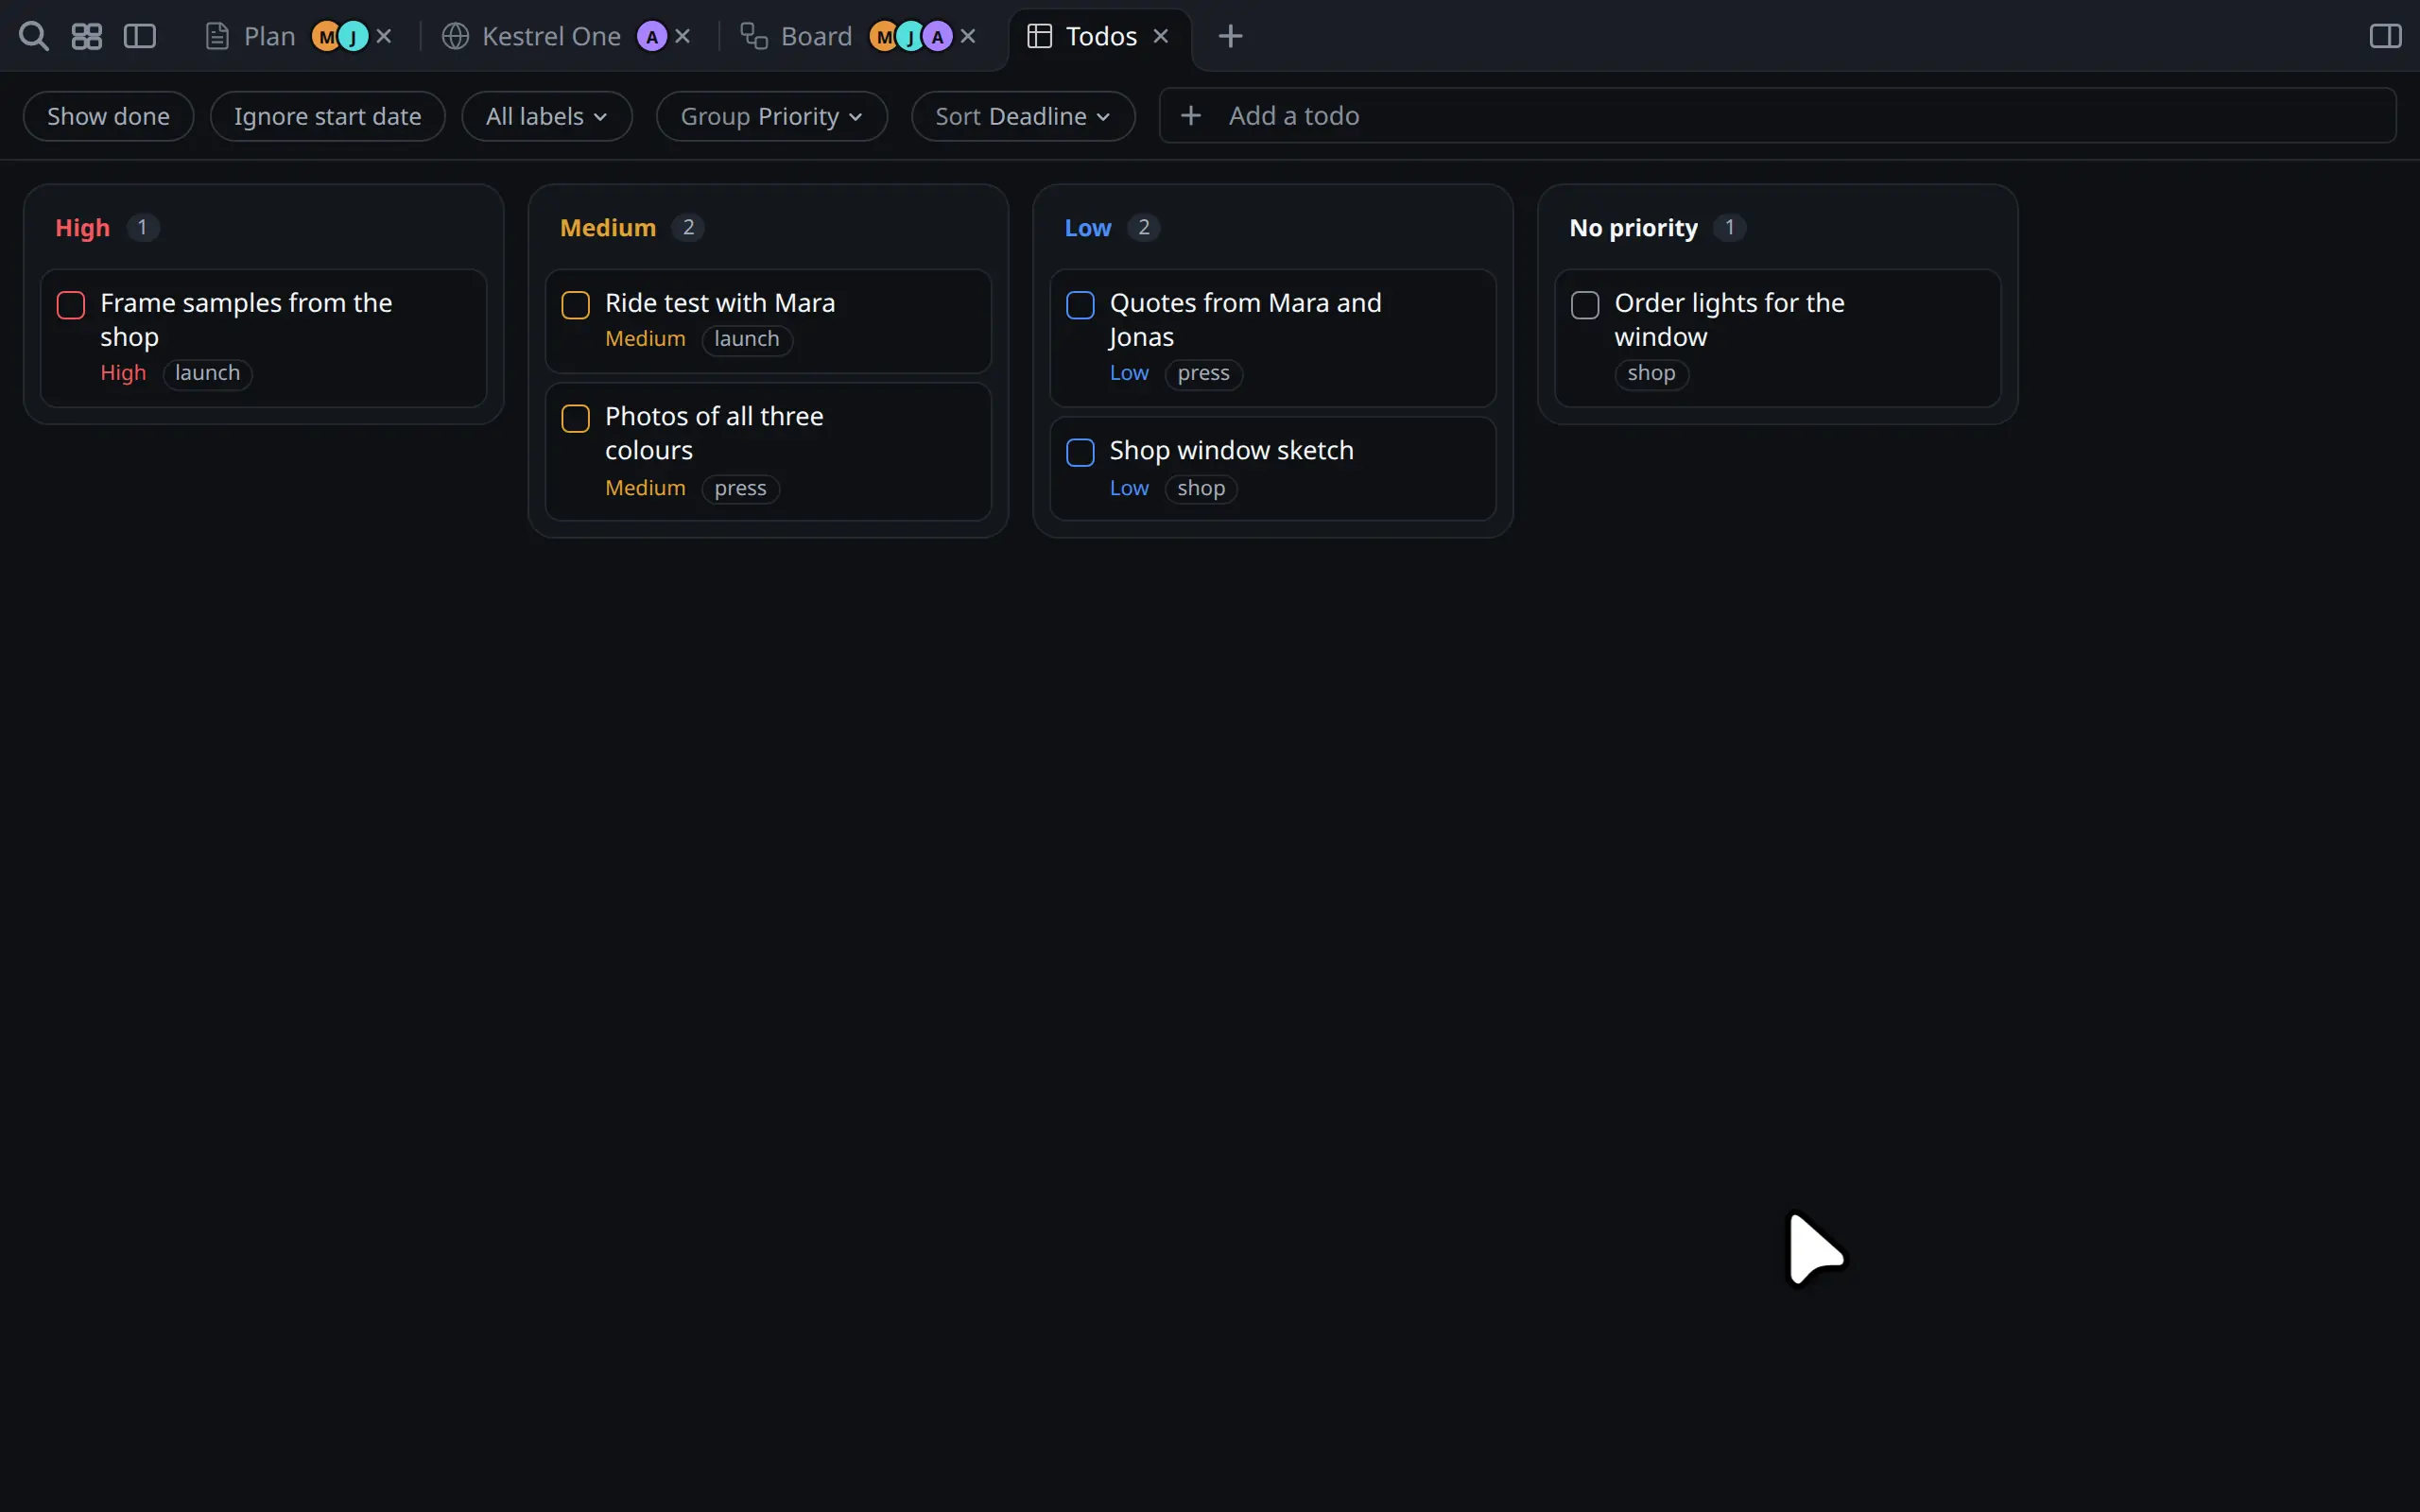 Plan M J
Kestrel One A
Board M J A
Todos
Show done
Ignore start date
All labels
Group Priority
Sort Deadline
Add a todo
High 1
Frame samples from the
shop
High launch
Medium 2
Ride test with Mara
Medium launch
Photos of all three
colours
Medium press
Low 2
Quotes from Mara and
Jonas
Low press
Shop window sketch
Low shop
No priority 1
Order lights for the
window
shop